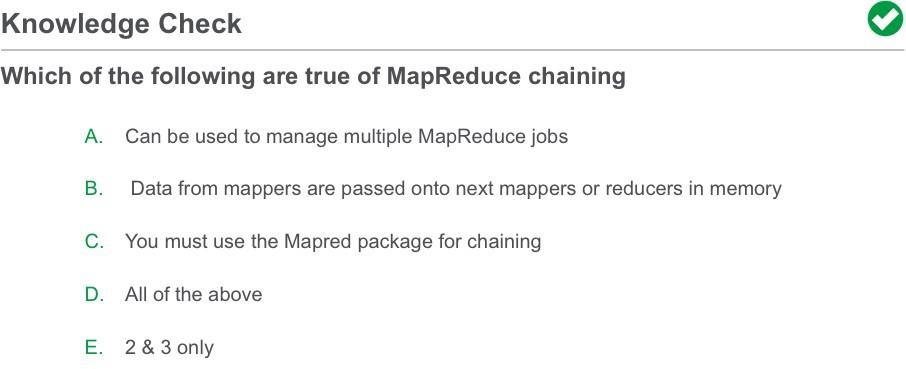 Knowledge Check
Which of the following are true of MapReduce chaining
A. Can be used to manage multiple MapReduce jobs
B. Data from mappers are passed onto next mappers or reducers in memory
C. You must use the Mapred package for chaining
D. All of the above
E. 2 & 3 only